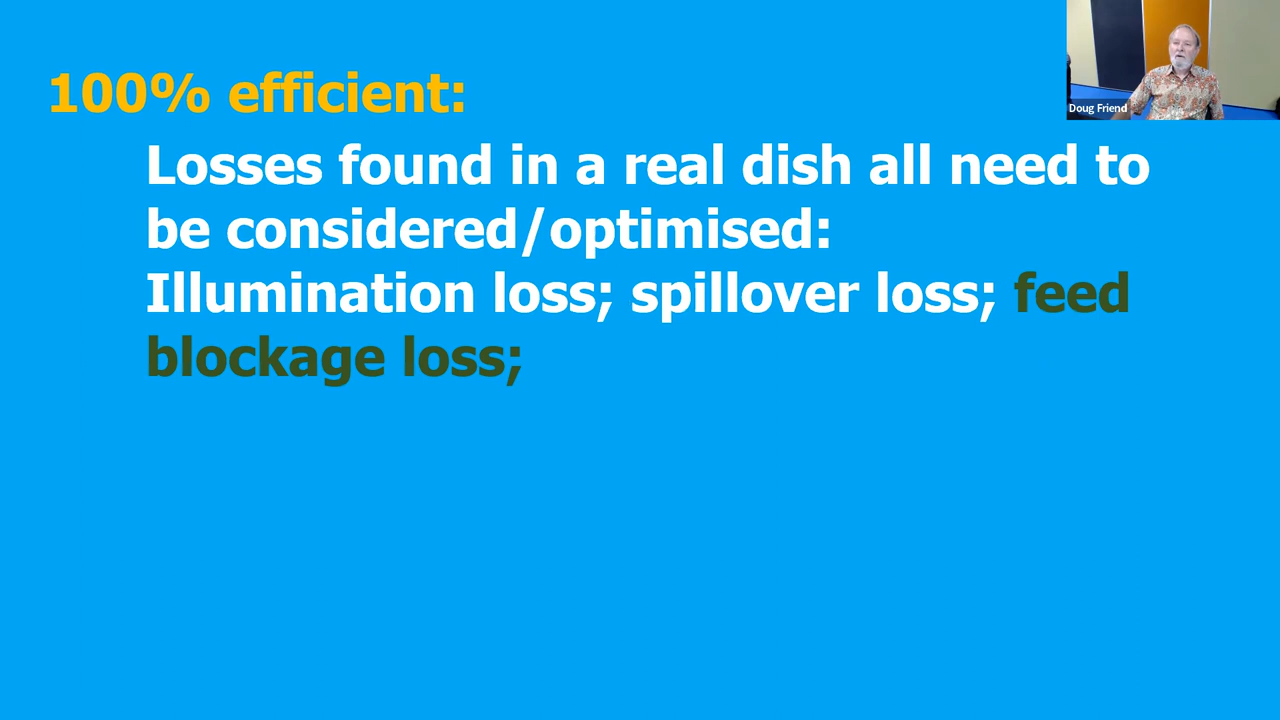 100% efficient:
Losses found in a real dish all need to
be considered/optimised:
Illumination loss; spillover loss; feed
blockage loss;
Doug Friend